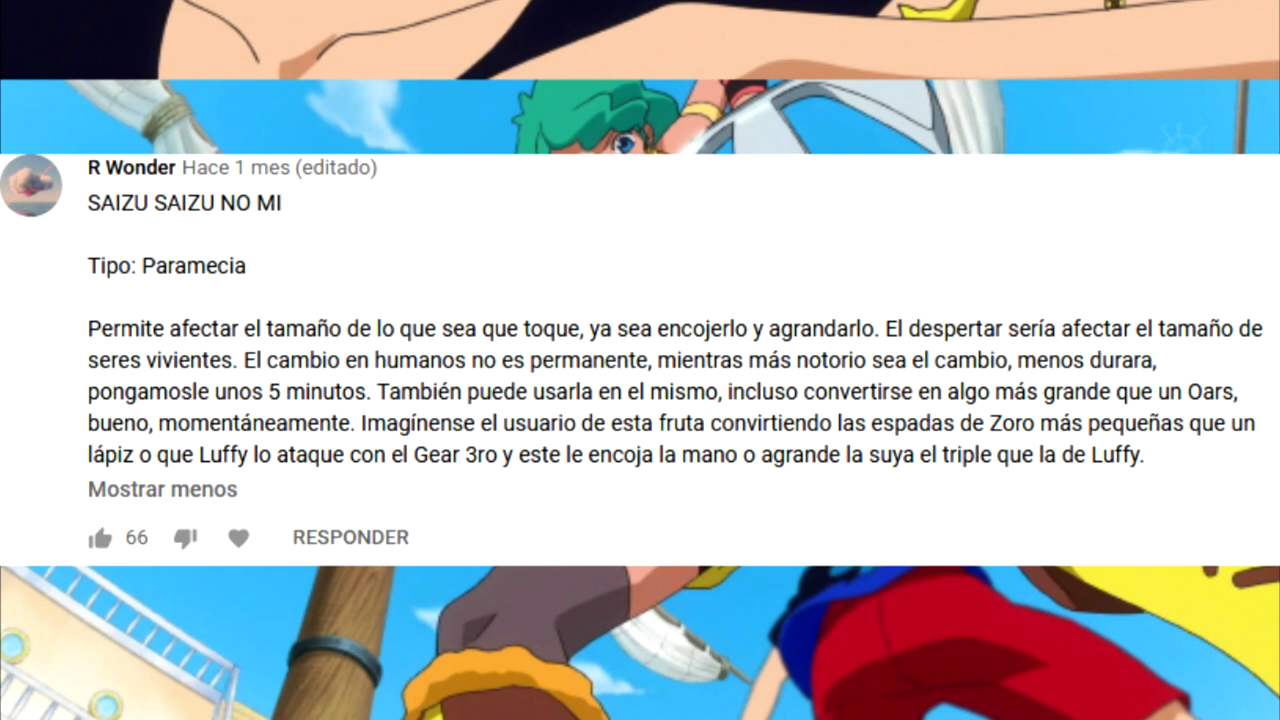 R Wonder Hace 1 mes (editado)
SAIZU SAIZU NO MI
Tipo: Paramecia
Permite afectar el tamaño de lo que sea que toque, ya sea encojerlo y agrandarlo. El despertar sería afectar el tamaño de
seres vivientes. El cambio en humanos no es permanente, mientras más notorio sea el cambio, menos durara,
pongamosle unos 5 minutos. También puede usarla en el mismo, incluso convertirse en algo más grande que un Oars,
bueno, momentáneamente. Imagínense el usuario de esta fruta convirtiendo las espadas de Zoro más pequeñas que un
lápiz o que Luffy lo ataque con el Gear 3ro y este le encoja la mano o agrande la suya el triple que la de Luffy.
Mostrar menos
66 RESPONDER